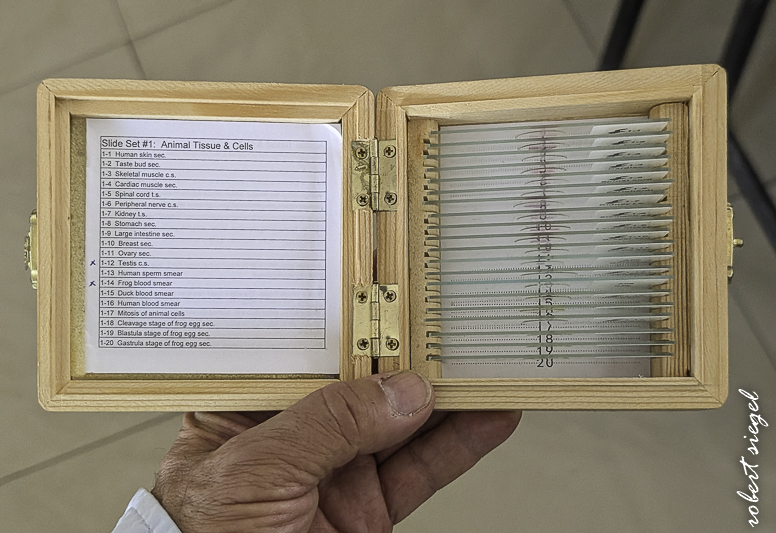 Slide Set #1: Animal Tissue & Cells
1-1 Human skin sec.
1-2 Taste bud sec.
1-3 Skeletal muscle c.s.
1-4 Cardiac muscle sec.
1-5 Spinal cord t.s.
1-6 Peripheral nerve c.s.
1-7 Kidney t.s.
1-8 Stomach sec.
1-9 Large intestine sec.
1-10 Breast sec.
1-11 Ovary sec.
x 1-12 Testis c.s.
1-13 Human sperm smear
x 1-14 Frog blood smear
1-15 Duck blood smear
1-16 Human blood smear
1-17 Mitosis of animal cells
1-18 Cleavage stage of frog egg sec.
1-19 Blastula stage of frog egg sec.
1-20 Gastrula stage of frog egg sec.
18
19
20
robert siegel